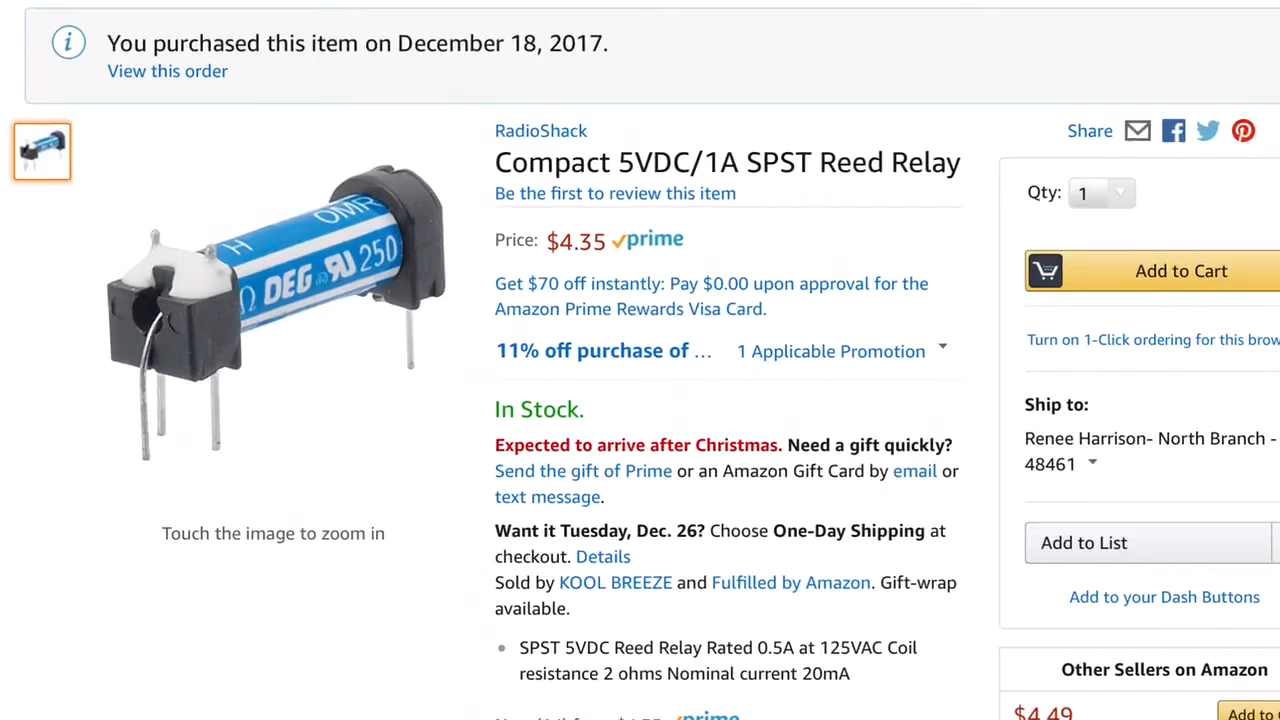 You purchased this item on December 18, 2017.
View this order
RadioShack
Compact 5VDC/1A SPST Reed Relay
Be the first to review this item
Price: $4.35 prime
Get $70 off instantly: Pay $0.00 upon approval for the
Amazon Prime Rewards Visa Card.
11% off purchase of ... 1 Applicable Promotion
In Stock.
Expected to arrive after Christmas. Need a gift quickly?
Send the gift of Prime or an Amazon Gift Card by email or
text message.
Want it Tuesday, Dec. 26? Choose One-Day Shipping at
checkout. Details
Sold by KOOL BREEZE and Fulfilled by Amazon. Gift-wrap
available.
SPST 5VDC Reed Relay Rated 0.5A at 125VAC Coil
resistance 2 ohms Nominal current 20mA
prime
H OMR
Ω DEG 250
Touch the image to zoom in
Share
Qty: 1
Add to Cart
Turn on 1-Click ordering for this brow
Ship to:
Renee Harrison- North Branch -
48461
Add to List
Add to your Dash Buttons
Other Sellers on Amazon
$4.49
Add to